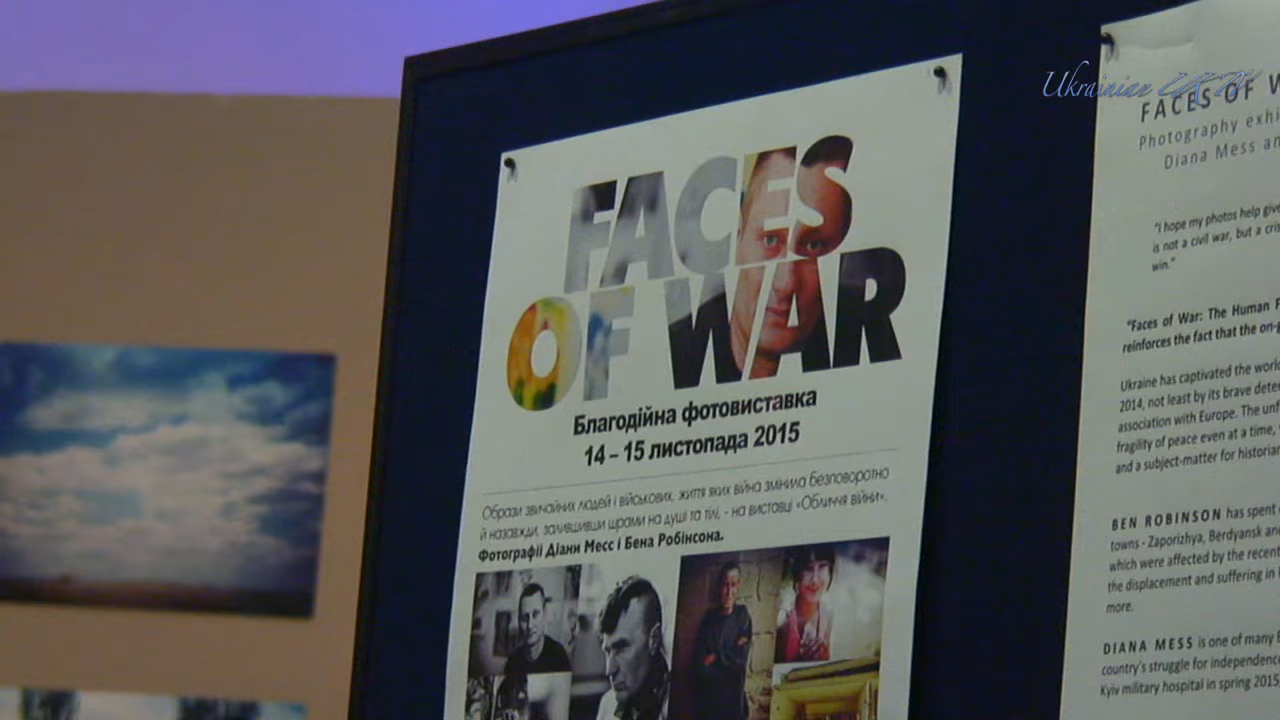 Ukrainian
FACES
OF WAR
Благодійна фотовиставка
14 – 15 листопада 2015
Образи звичайних людей і військових, життя яких війна змінила безповоротно
й назавжди, заливши шрами на душі та тілі, - на виставці «Обличчя війни».
Фотографії Діани Месс і Бена Робінсона.
FACES OF W
Photography exhi
Diana Mess an
"I hope my photos help give
is not a civil war, but a cris
win."
"Faces of War: The Human F
reinforces the fact that the on-g
Ukraine has captivated the world
2014, not least by its brave deter
association with Europe. The unf
fragility of peace even at a time,
and a subject-matter for historian
BEN ROBINSON has spent
towns - Zaporizhya, Berdyansk and
which were affected by the recent
the displacement and suffering in
more.
DIANA MESS is one of many
country's struggle for independence
Kyiv military hospital in spring 2015